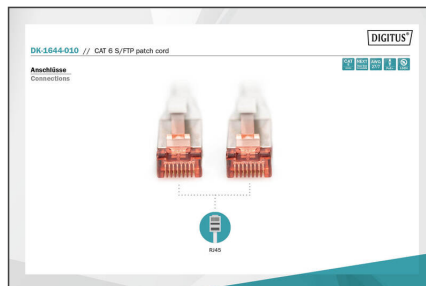 DIGITUS®
DK-1644-010 // CAT 6 S/FTP patch cord
Anschlüsse
Connections
RJ45